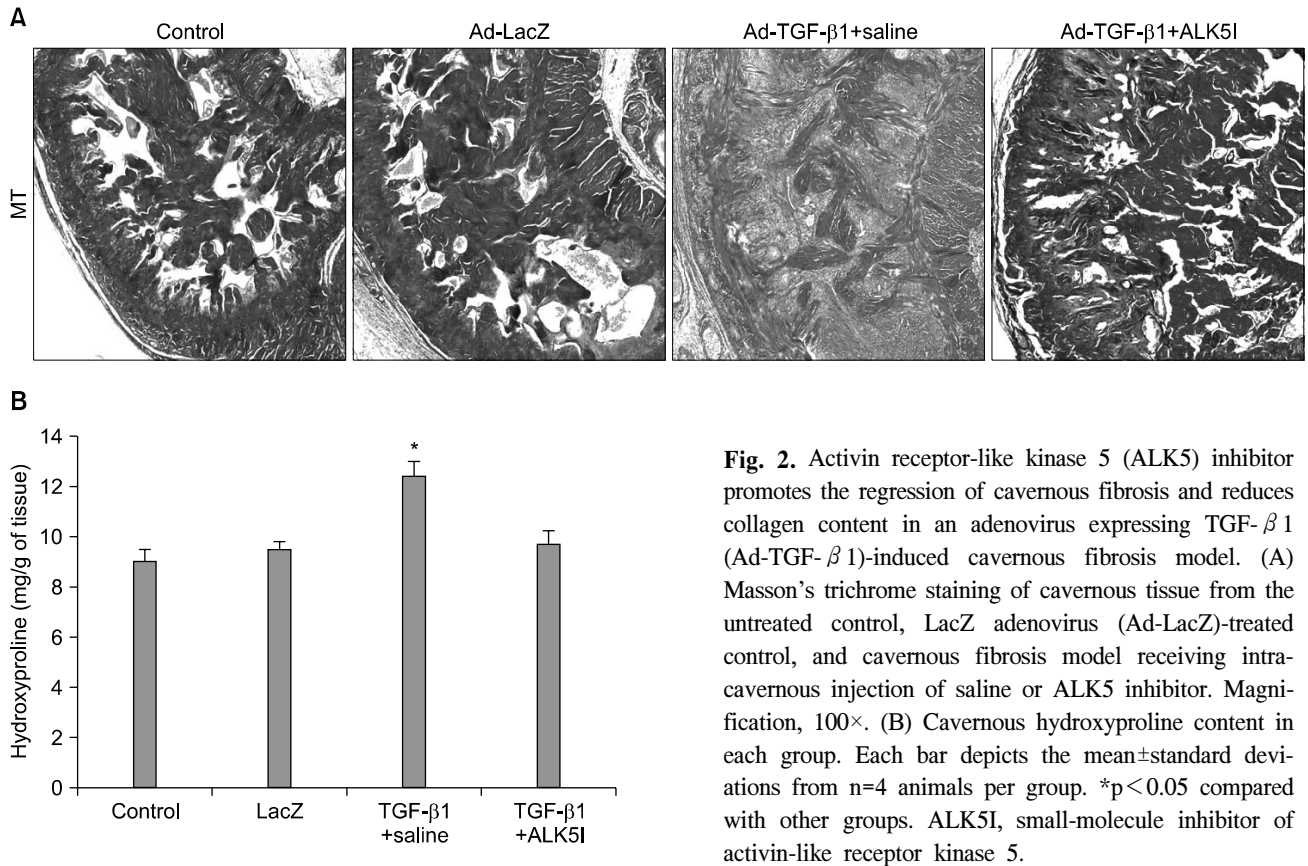 A
Control
Ad-LacZ
Ad-TGF-β1+saline
Ad-TGF-β1+ALK5I
MT
B
Hydroxyproline (mg/g of tissue)
14
12
10
8
6
4
2
0
*
Control
LacZ
TGF-β1
+saline
TGF-β1
+ALK5I
Fig. 2. Activin receptor-like kinase 5 (ALK5) inhibitor
promotes the regression of cavernous fibrosis and reduces
collagen content in an adenovirus expressing TGF-β1
(Ad-TGF-β1)-induced cavernous fibrosis model. (A)
Masson's trichrome staining of cavernous tissue from the
untreated control, LacZ adenovirus (Ad-LacZ)-treated
control, and cavernous fibrosis model receiving intra-
cavernous injection of saline or ALK5 inhibitor. Magni-
fication, 100×. (B) Cavernous hydroxyproline content in
each group. Each bar depicts the mean±standard devi-
ations from n=4 animals per group. *p<0.05 compared
with other groups. ALK5I, small-molecule inhibitor of
activin-like receptor kinase 5.